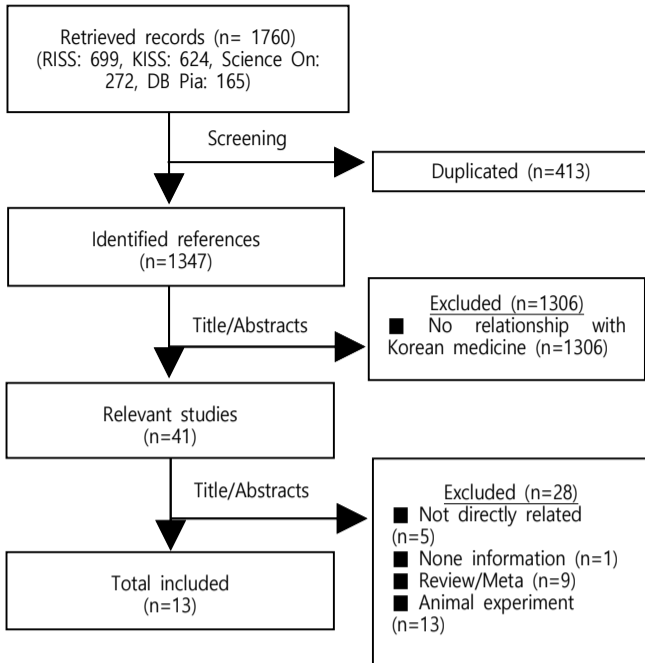 Retrieved records (n= 1760)
(RISS: 699, KISS: 624, Science On:
272, DB Pia: 165)
Screening
Duplicated (n=413)
Identified references
(n=1347)
Title/Abstracts
Excluded (n=1306)
■ No relationship with
Korean medicine (n=1306)
Relevant studies
(n=41)
Title/Abstracts
Excluded (n=28)
■ Not directly related
(n=5)
■ None information (n=1)
■ Review/Meta (n=9)
■ Animal experiment
(n=13)
Total included
(n=13)